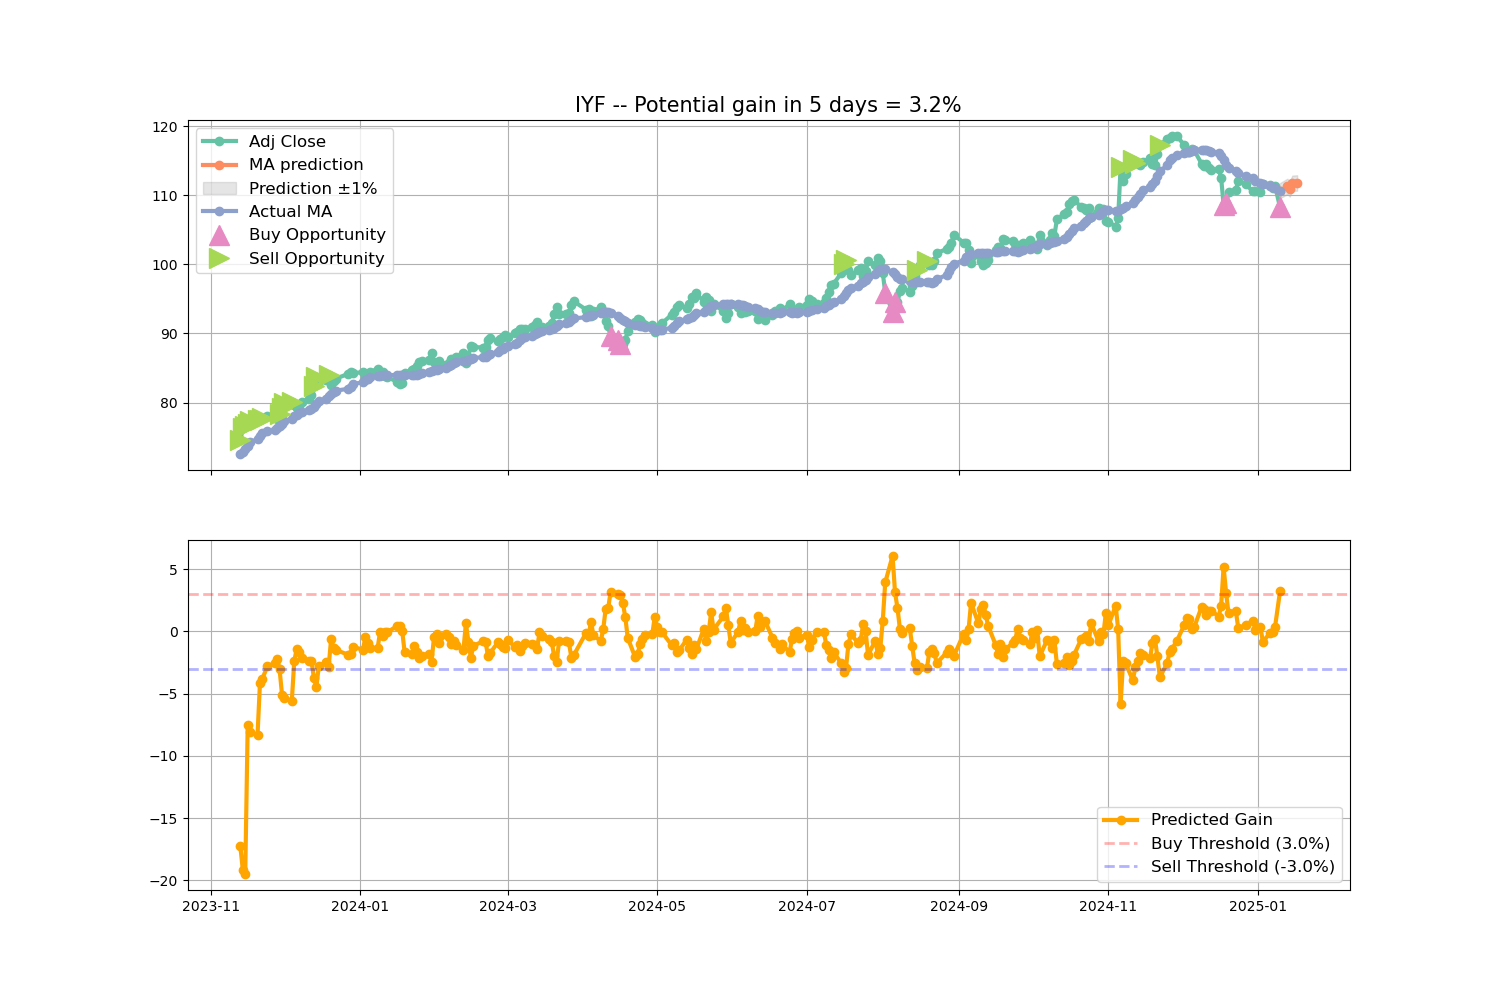 IYF -- Potential gain in 5 days = 3.2%
120
110
100
90
80
Adj Close
MA prediction
Prediction ±1%
Actual MA
Buy Opportunity
Sell Opportunity
5
0
−5
−10
−15
−20
Predicted Gain
Buy Threshold (3.0%)
Sell Threshold (-3.0%)
2023-11
2024-01
2024-03
2024-05
2024-07
2024-09
2024-11
2025-01